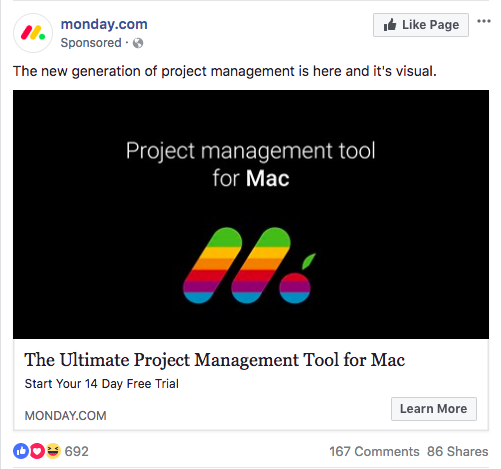 monday.com
Like Page
Sponsored ·
The new generation of project management is here and it's visual.
Project management tool
for Mac
The Ultimate Project Management Tool for Mac
Start Your 14 Day Free Trial
MONDAY.COM
Learn More
692
167 Comments 86 Shares